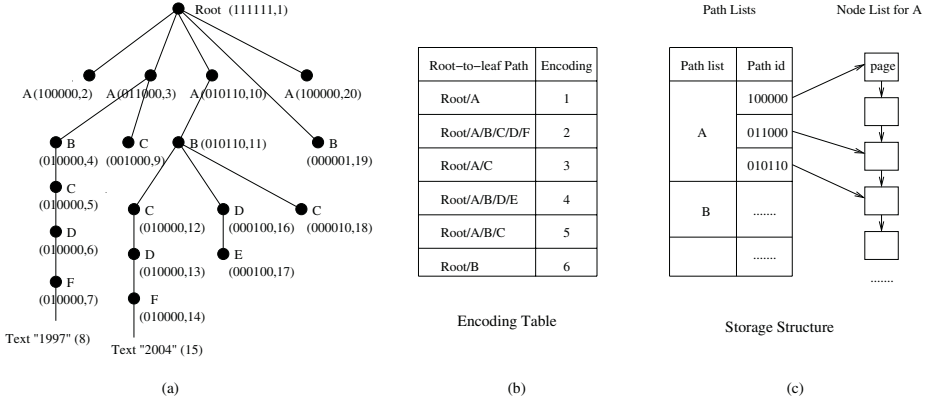 Root (111111,1)
A (100000,2)
A (011000,3)
A (010110,10)
A (100000,20)
B
(010000,4)
C
(001000,9)
B (010110,11)
B
(000001,19)
C
(010000,5)
C
(010000,12)
D
(000100,16)
C
(000010,18)
D
(010000,6)
D
(010000,13)
E
(000100,17)
F
(010000,7)
F
(010000,14)
Text "1997" (8)
Text "2004" (15)
(a)
Root−to−leaf Path Encoding
Root/A 1
Root/A/B/C/D/F 2
Root/A/C 3
Root/A/B/D/E 4
Root/A/B/C 5
Root/B 6
Encoding Table
(b)
Path Lists
Node List for A
Path list Path id
page
100000
A
011000
010110
B
.......
.......
.......
Storage Structure
(c)